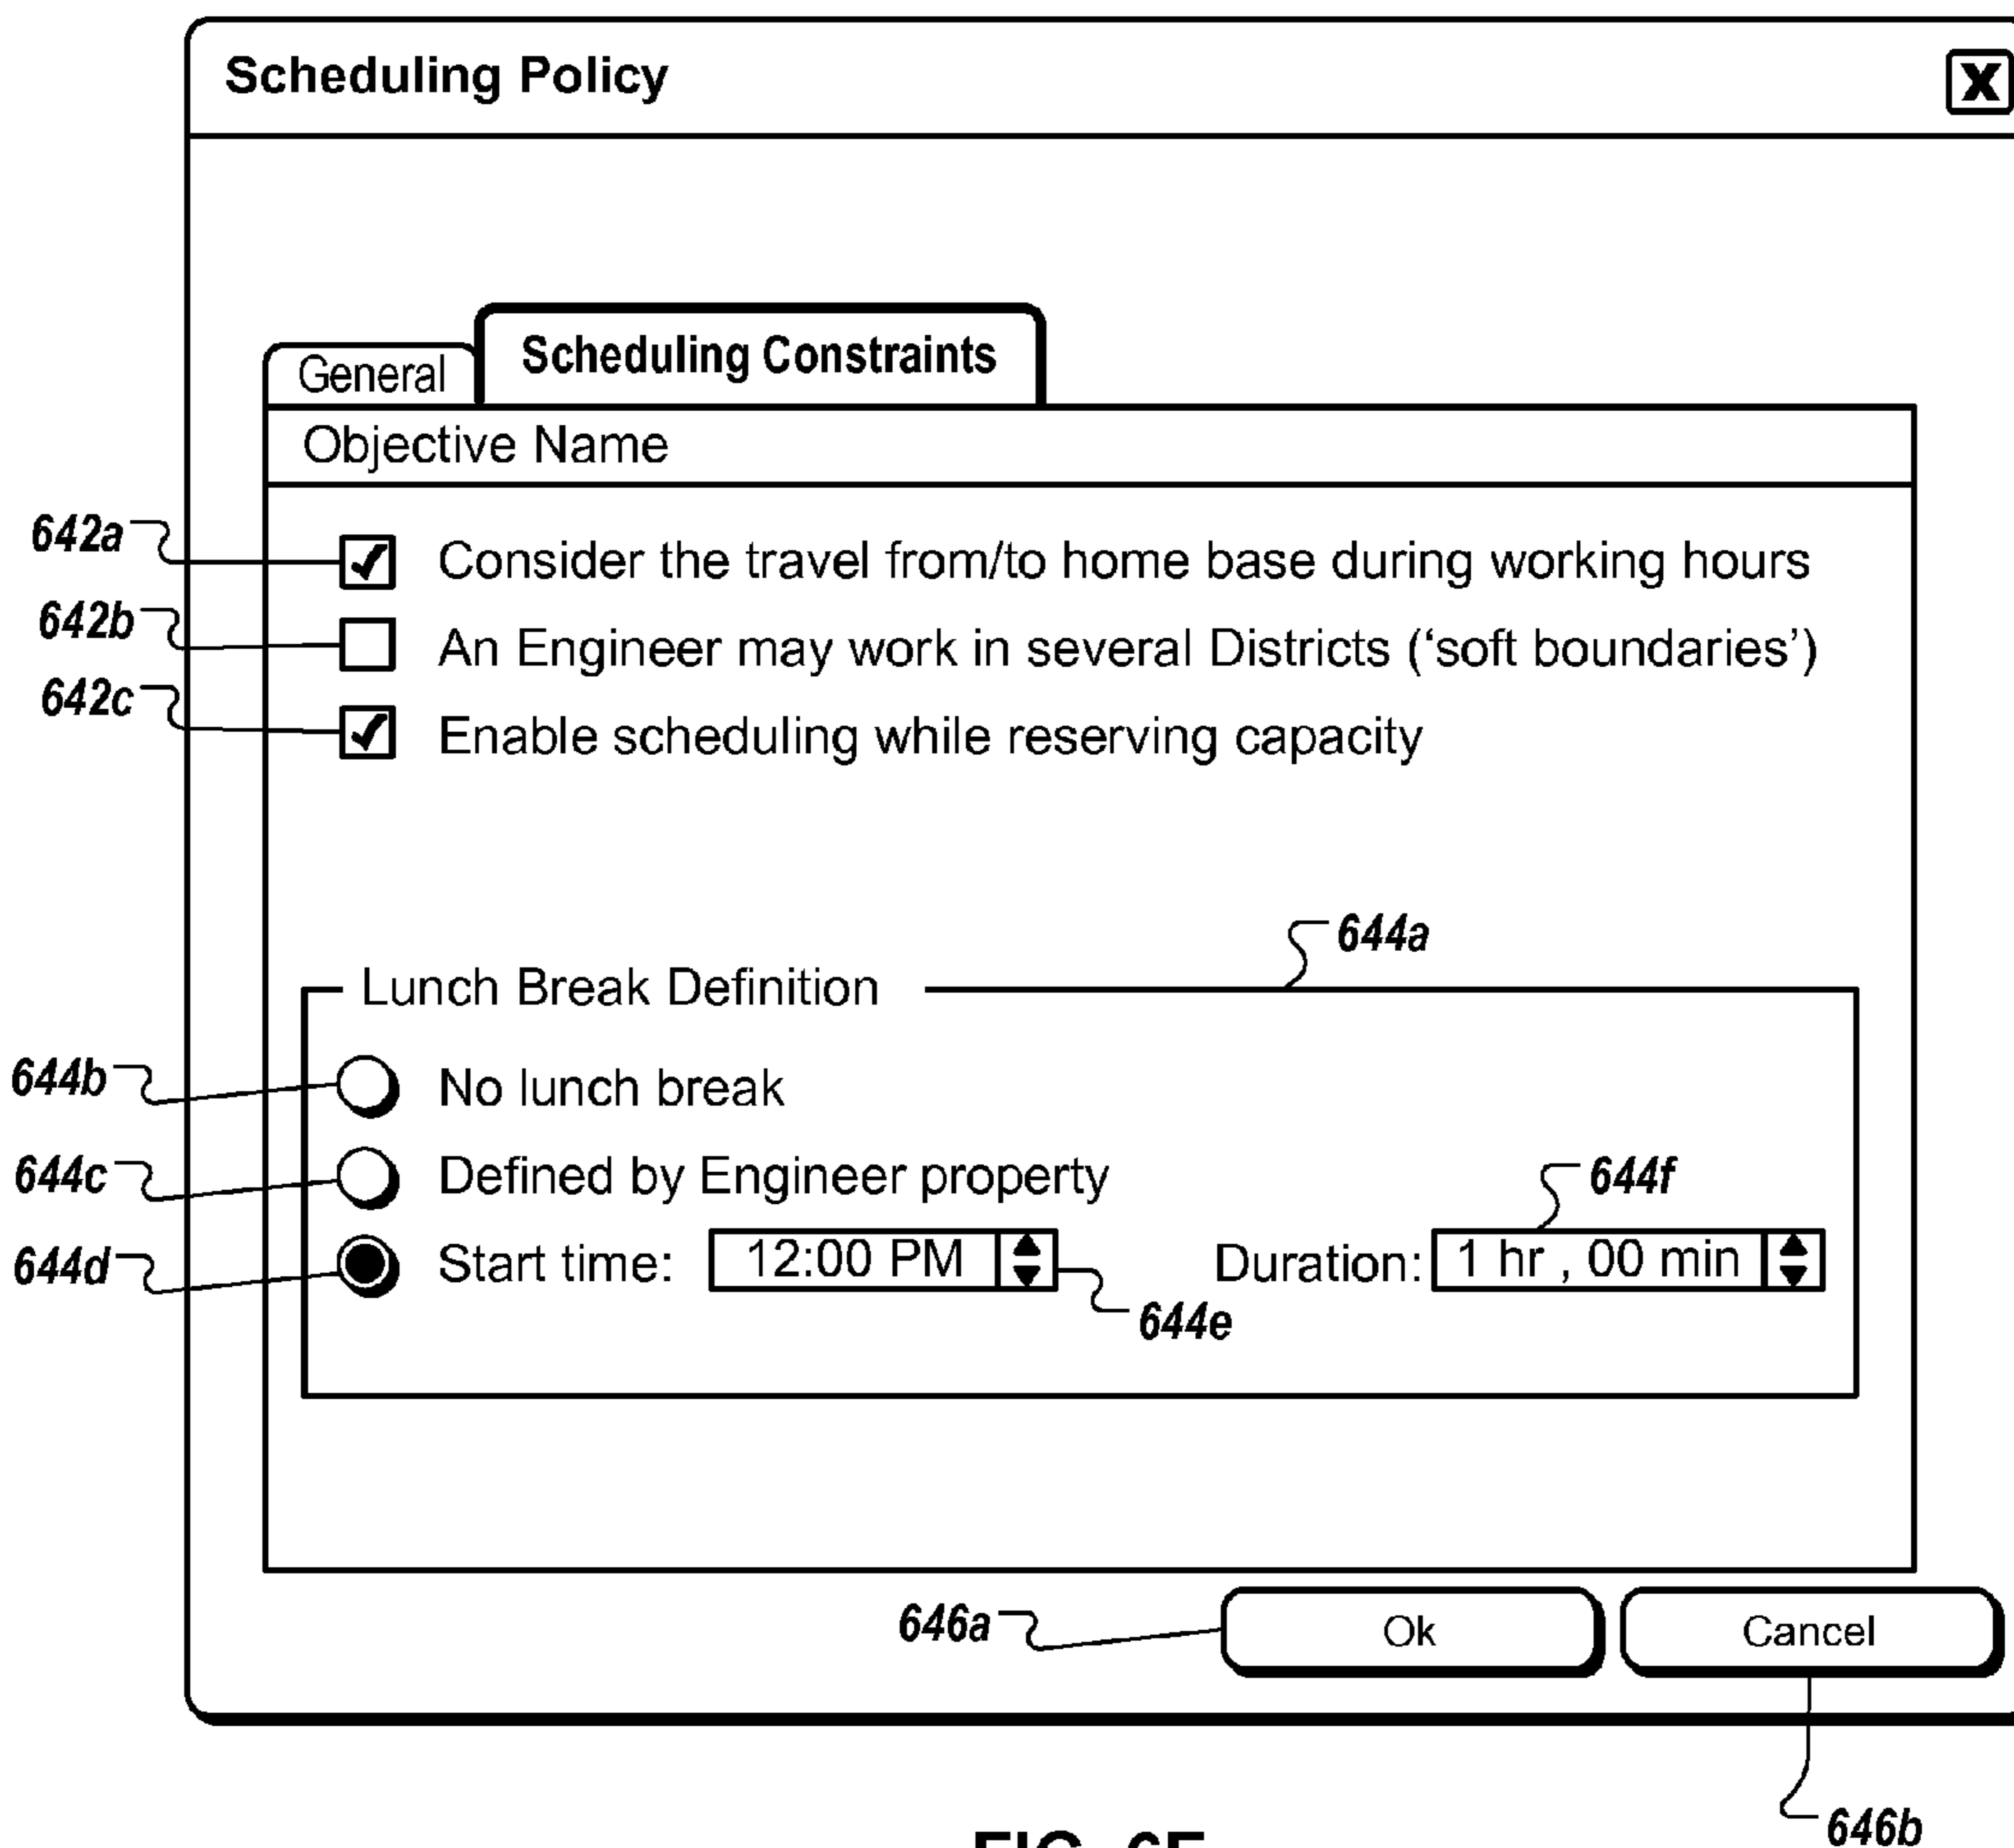 Scheduling Policy
X
General
Scheduling Constraints
Objective Name
642a
Consider the travel from/to home base during working hours
642b
An Engineer may work in several Districts (‘soft boundaries’)
642c
Enable scheduling while reserving capacity
644a
Lunch Break Definition
644b
No lunch break
644c
Defined by Engineer property
644f
644d
Start time: 12:00 PM Duration: 1 hr , 00 min
644e
646a
Ok
Cancel
646b
FIG.